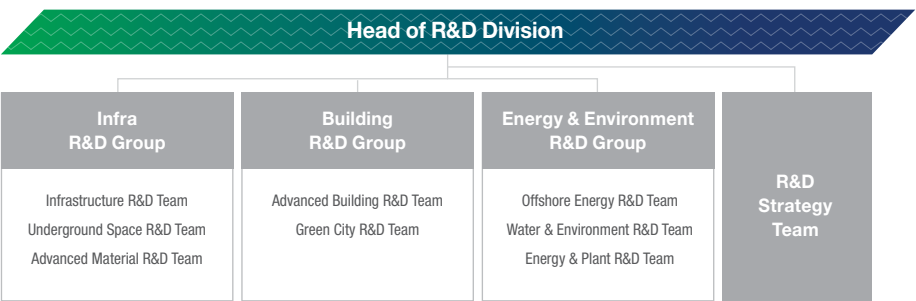 Head of R&D Division
Infra
R&D Group
Infrastructure R&D Team
Underground Space R&D Team
Advanced Material R&D Team
Building
R&D Group
Advanced Building R&D Team
Green City R&D Team
Energy & Environment
R&D Group
Offshore Energy R&D Team
Water & Environment R&D Team
Energy & Plant R&D Team
R&D
Strategy
Team